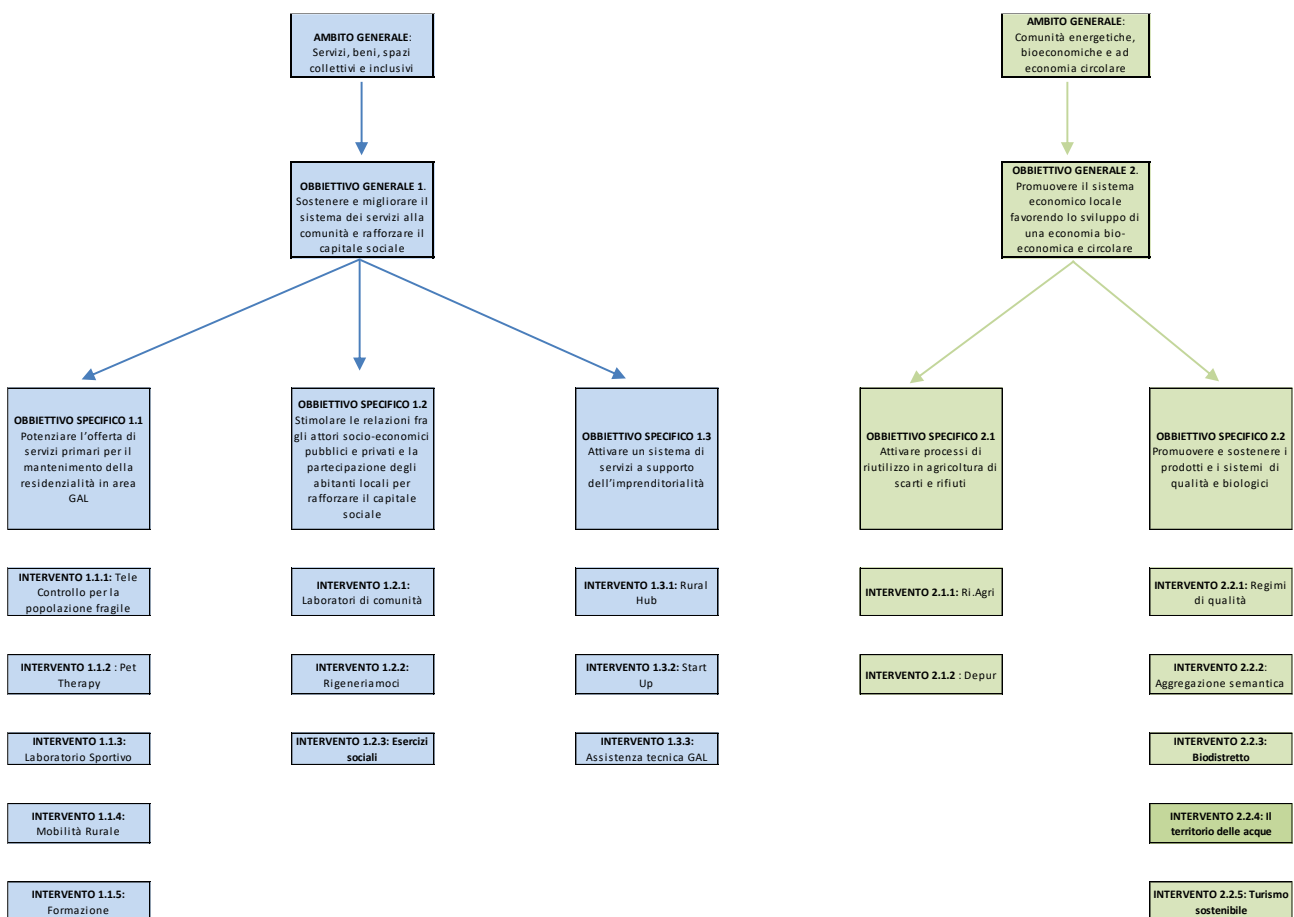 AMBITO GENERALE:
Servizi, beni, spazi
collettivi e inclusivi
AMBITO GENERALE:
Comunità energetiche,
bioeconomiche e ad
economia circolare
OBBIETTIVO GENERALE 1.
Sostenere e migliorare il
sistema dei servizi alla
comunità e rafforzare il
capitale sociale
OBBIETTIVO GENERALE 2.
Promuovere il sistema
economico locale
favorendo lo sviluppo di
una economia bio-
economica e circolare
OBBIETTIVO SPECIFICO 1.1
Potenziare l'offerta di
servizi primari per il
mantenimento della
residenzialità in area
GAL
OBBIETTIVO SPECIFICO 1.2
Stimolare le relazioni fra
gli attori socio-economici
pubblici e privati e la
partecipazione degli
abitanti locali per
rafforzare il capitale
sociale
OBBIETTIVO SPECIFICO 1.3
Attivare un sistema di
servizi a supporto
dell'imprenditorialità
OBBIETTIVO SPECIFICO 2.1
Attivare processi di
riutilizzo in agricoltura di
scarti e rifiuti
OBBIETTIVO SPECIFICO 2.2
Promuovere e sostenere i
prodotti e i sistemi di
qualità e biologici
INTERVENTO 1.1.1: Tele
Controllo per la
popolazione fragile
INTERVENTO 1.2.1:
Laboratori di comunità
INTERVENTO 1.3.1: Rural
Hub
INTERVENTO 2.1.1: Ri.Agri
INTERVENTO 2.2.1: Regimi
di qualità
INTERVENTO 1.1.2 : Pet
Therapy
INTERVENTO 1.2.2:
Rigeneriamoci
INTERVENTO 1.3.2: Start
Up
INTERVENTO 2.1.2 : Depur
INTERVENTO 2.2.2:
Aggregazione semantica
INTERVENTO 1.1.3:
Laboratorio Sportivo
INTERVENTO 1.2.3: Esercizi
sociali
INTERVENTO 1.3.3:
Assistenza tecnica GAL
INTERVENTO 2.2.3:
Biodistretto
INTERVENTO 1.1.4:
Mobilità Rurale
INTERVENTO 2.2.4: Il
territorio delle acque
INTERVENTO 1.1.5:
Formazione
INTERVENTO 2.2.5: Turismo
sostenibile